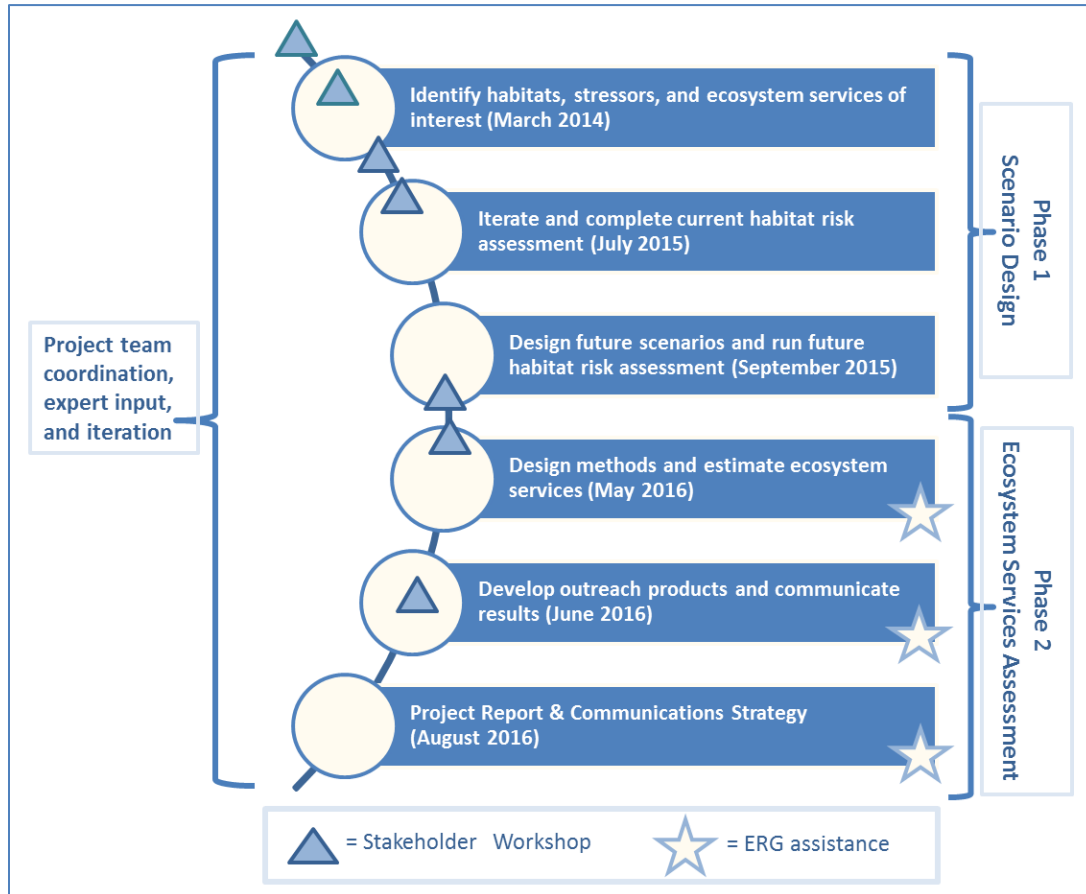 Identify habitats, stressors, and ecosystem services of
interest (March 2014)
Iterate and complete current habitat risk
assessment (July 2015)
Design future scenarios and run future
habitat risk assessment (September 2015)
Phase 1
Scenario Design
Project team
coordination,
expert input,
and iteration
Design methods and estimate ecosystem
services (May 2016)
Develop outreach products and communicate
results (June 2016)
Project Report & Communications Strategy
(August 2016)
Phase 2
Ecosystem Services Assessment
= Stakeholder Workshop
= ERG assistance